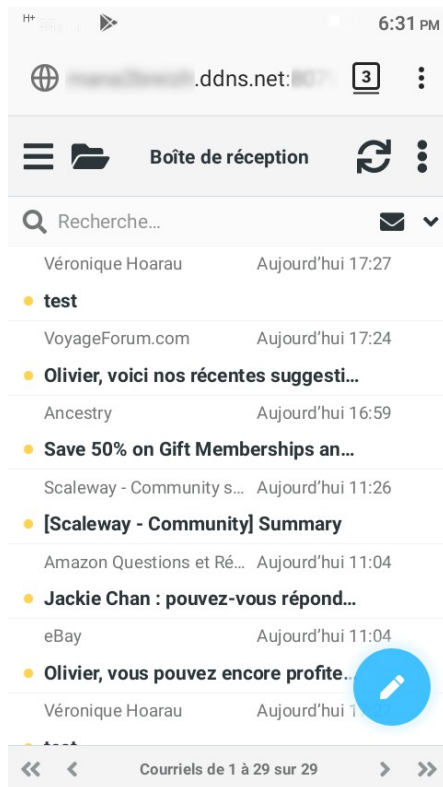 H+
6:31 PM
.ddns.net:
3
Boîte de réception
Recherche…
Véronique Hoarau Aujourd’hui 17:27
test
VoyageForum.com Aujourd’hui 17:24
Olivier, voici nos récentes suggesti…
Ancestry Aujourd’hui 16:59
Save 50% on Gift Memberships an…
Scaleway - Community s… Aujourd’hui 11:26
[Scaleway - Community] Summary
Amazon Questions et Ré… Aujourd’hui 11:04
Jackie Chan : pouvez-vous répond…
eBay Aujourd’hui 11:04
Olivier, vous pouvez encore profite…
Véronique Hoarau Aujourd’hui
test
Courriels de 1 à 29 sur 29